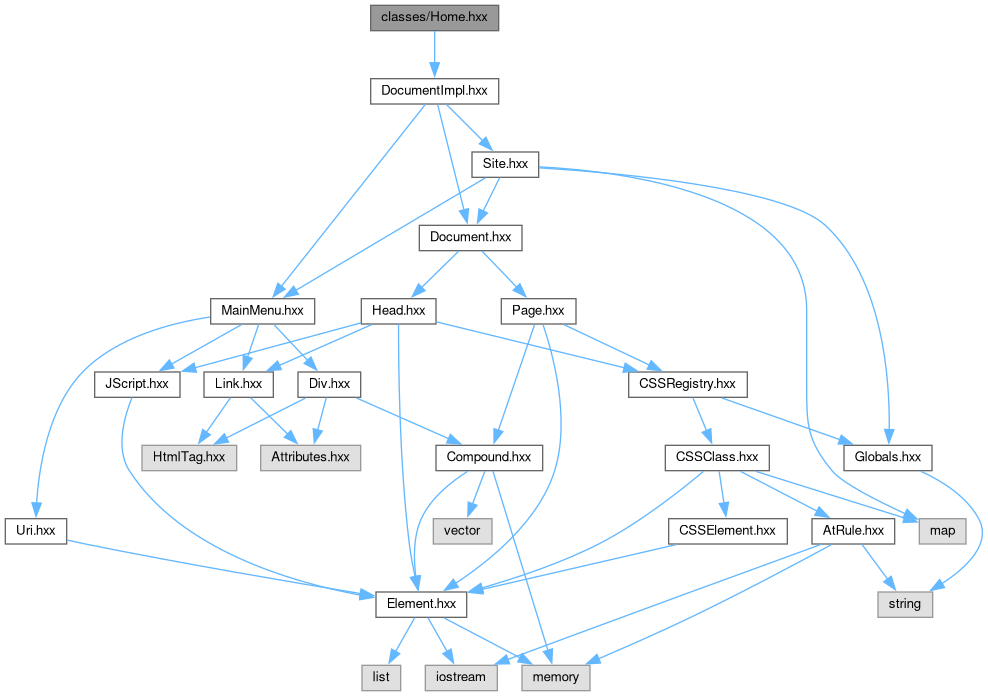 classes/Home.hxx
DocumentImpl.hxx
Site.hxx
Document.hxx
MainMenu.hxx
Head.hxx
Page.hxx
JScript.hxx
Link.hxx
Div.hxx
CSSRegistry.hxx
HtmlTag.hxx
Attributes.hxx
Compound.hxx
CSSClass.hxx
Globals.hxx
Uri.hxx
vector
CSSElement.hxx
AtRule.hxx
map
Element.hxx
string
list
iostream
memory